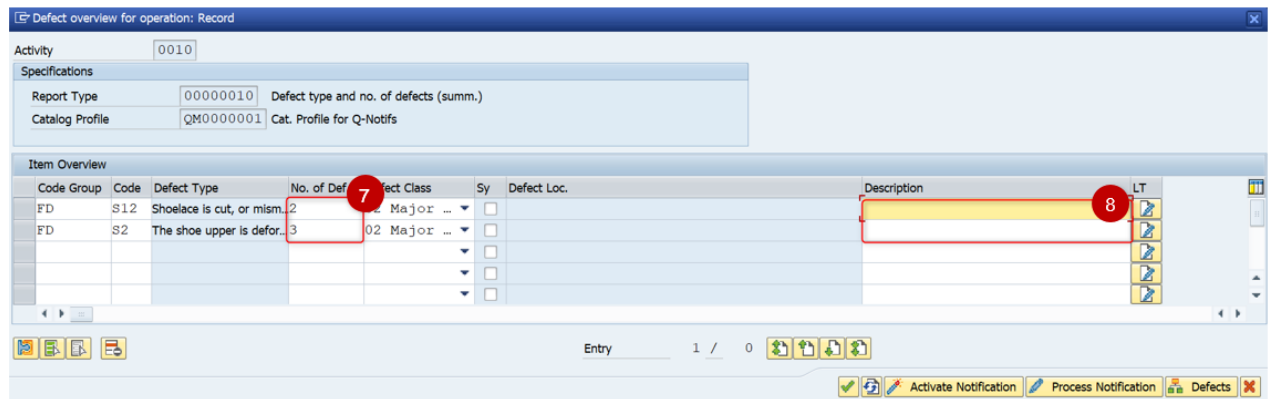 Defect overview for operation: Record
Activity 0010
Specifications
Report Type 00000010 Defect type and no. of defects (summ.)
Catalog Profile QM0000001 Cat. Profile for Q-Notifs
Item Overview
Code Group Code Defect Type No. of Def 7 ect Class Sy Defect Loc. Description LT
8
FD S12 Shoelace is cut, or mism.. 2 2 Major …
FD S2 The shoe upper is defor.. 3 02 Major …
Entry 1 / 0
Activate Notification Process Notification Defects